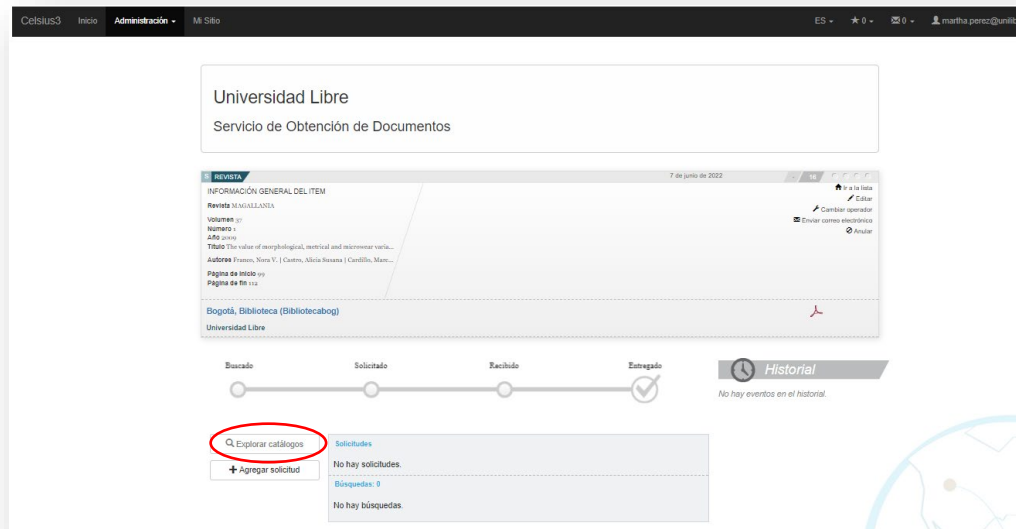 Celsius3 Inicio Administración Mi Sitio ES 0 0 martha.perez@unilib
Universidad Libre
Servicio de Obtención de Documentos
S REVISTA 7 de junio de 2022 - 16
INFORMACIÓN GENERAL DEL ITEM
Revista MAGALLANIA
Volumen 37
Número 1
Año 2009
Título The value of morphological, metrical and microwear varia...
Autores Franco, Nora V. | Castro, Alicia Susana | Cardillo, Marc...
Página de inicio 99
Página de fin 112
Ir a la lista
Editar
Cambiar operador
Enviar correo electrónico
Anular
Bogotá, Biblioteca (Bibliotecabog)
Universidad Libre
Buscado Solicitado Recibido Entregado
Historial
No hay eventos en el historial.
Explorar catálogos
Agregar solicitud
Solicitudes
No hay solicitudes.
Búsquedas: 0
No hay búsquedas.